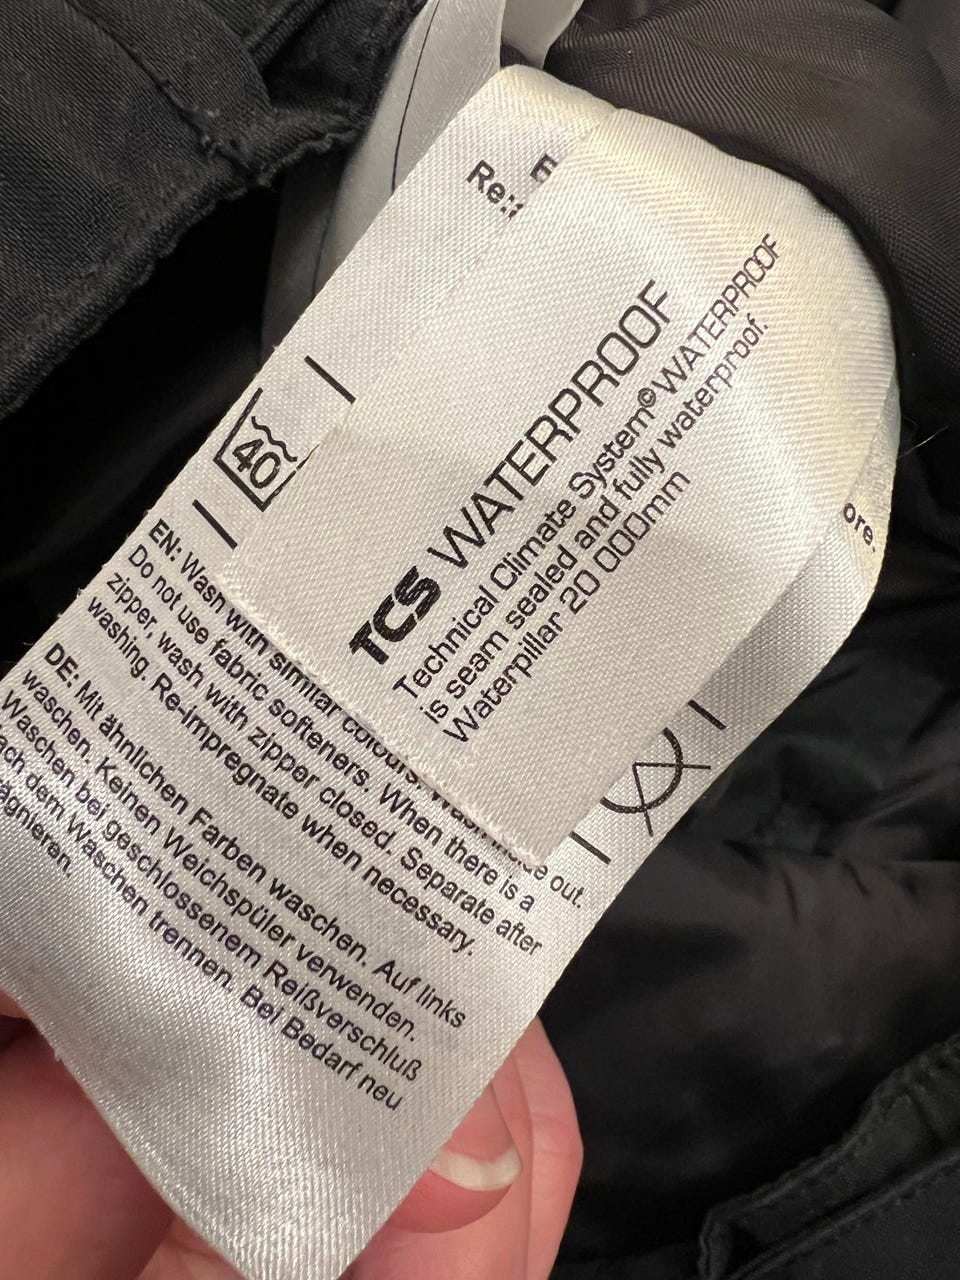 TCS WATERPROOF
Technical Climate System©WATERPROOF
is seam sealed and fully waterproof.
Waterpillar 20 000mm
ore.
40
EN: Wash with similar colours. Wash inside out.
Do not use fabric softeners. When there is a
zipper, wash with zipper closed. Separate after
washing. Re-impregnate when necessary.
DE: Mit ähnlichen Farben waschen. Auf links
waschen. Keinen Weichspüler verwenden.
Waschen bei geschlossenem Reißverschluß
ach dem Waschen trennen. Bei Bedarf neu
rägnieren.